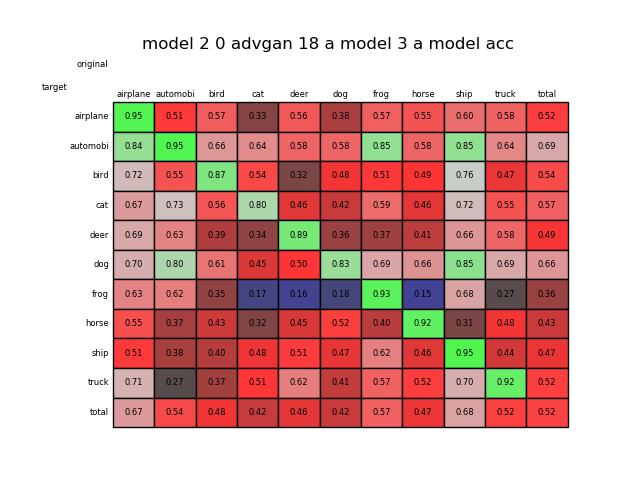 model 2 0 advgan 18 a model 3 a model acc
original
target
airplane automobi bird cat deer dog frog horse ship truck total
airplane 0.95 0.51 0.57 0.33 0.56 0.38 0.57 0.55 0.60 0.58 0.52
automobi 0.84 0.95 0.66 0.64 0.58 0.58 0.85 0.58 0.85 0.64 0.69
bird 0.72 0.55 0.87 0.54 0.32 0.48 0.51 0.49 0.76 0.47 0.54
cat 0.67 0.73 0.56 0.80 0.46 0.42 0.59 0.46 0.72 0.55 0.57
deer 0.69 0.63 0.39 0.34 0.89 0.36 0.37 0.41 0.66 0.58 0.49
dog 0.70 0.80 0.61 0.45 0.50 0.83 0.69 0.66 0.85 0.69 0.66
frog 0.63 0.62 0.35 0.17 0.16 0.18 0.93 0.15 0.68 0.27 0.36
horse 0.55 0.37 0.43 0.32 0.45 0.52 0.40 0.92 0.31 0.48 0.43
ship 0.51 0.38 0.40 0.48 0.51 0.47 0.62 0.46 0.95 0.44 0.47
truck 0.71 0.27 0.37 0.51 0.62 0.41 0.57 0.52 0.70 0.92 0.52
total 0.67 0.54 0.48 0.42 0.46 0.42 0.57 0.47 0.68 0.52 0.52